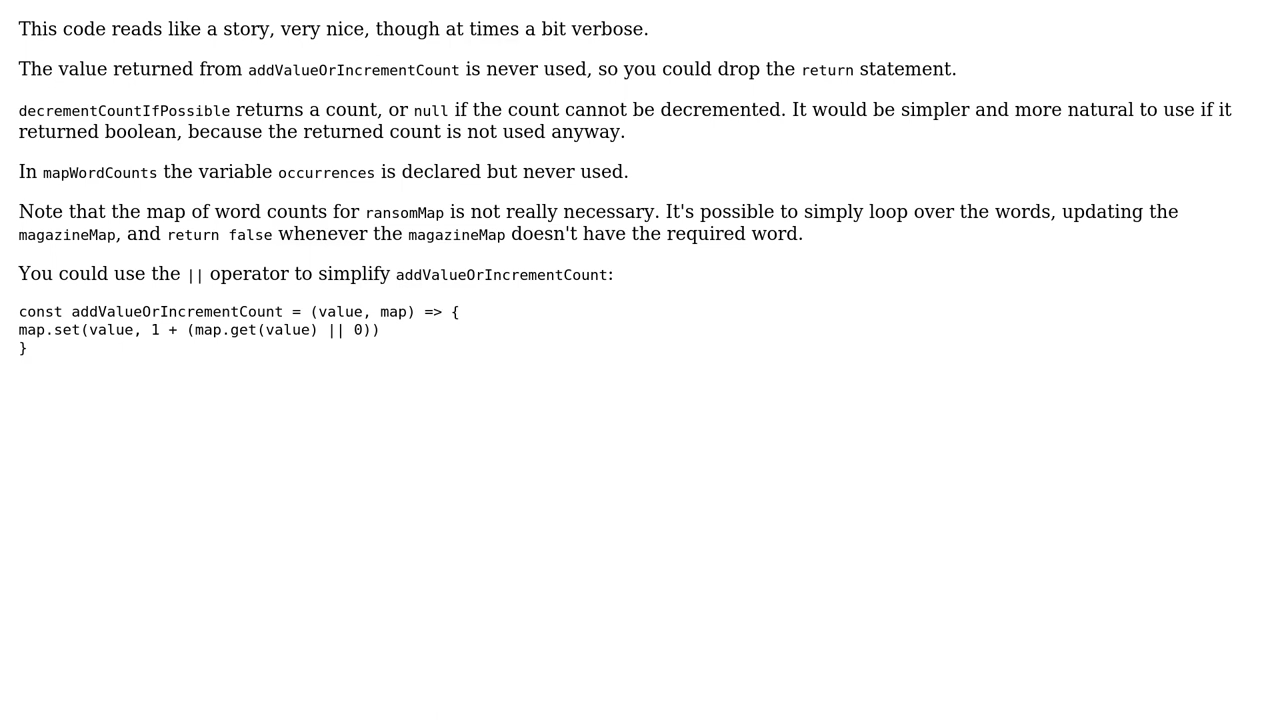 This code reads like a story, very nice, though at times a bit verbose.
The value returned from addValueOrIncrementCount is never used, so you could drop the return statement.
decrementCountIfPossible returns a count, or null if the count cannot be decremented. It would be simpler and more natural to use if it
returned boolean, because the returned count is not used anyway.
In mapWordCounts the variable occurrences is declared but never used.
Note that the map of word counts for ransomMap is not really necessary. It's possible to simply loop over the words, updating the
magazineMap, and return false whenever the magazineMap doesn't have the required word.
You could use the || operator to simplify addValueOrIncrementCount:
const addValueOrIncrementCount = (value, map) => {
map.set(value, 1 + (map.get(value) || 0))
}